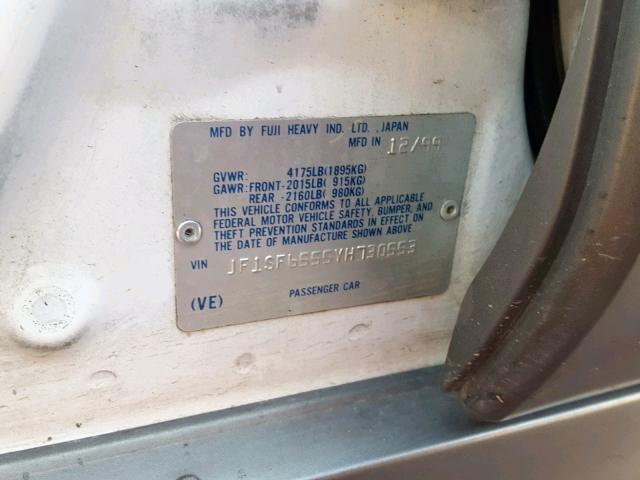 MFD BY FUJI HEAVY IND. LTD. ,JAPAN
MFD IN 12/99
GVWR: 4175LB(1895KG)
GAWR:FRONT-2015LB( 915KG)
REAR -2160LB( 980KG)
THIS VEHICLE CONFORMS TO ALL APPLICABLE
FEDERAL MOTOR VEHICLE SAFETY, BUMPER, AND
THEFT PREVENTION STANDARDS IN EFFECT ON
THE DATE OF MANUFACTURE SHOWN ABOVE
VIN JF1SF6555YH730553
(VE) PASSENGER CAR